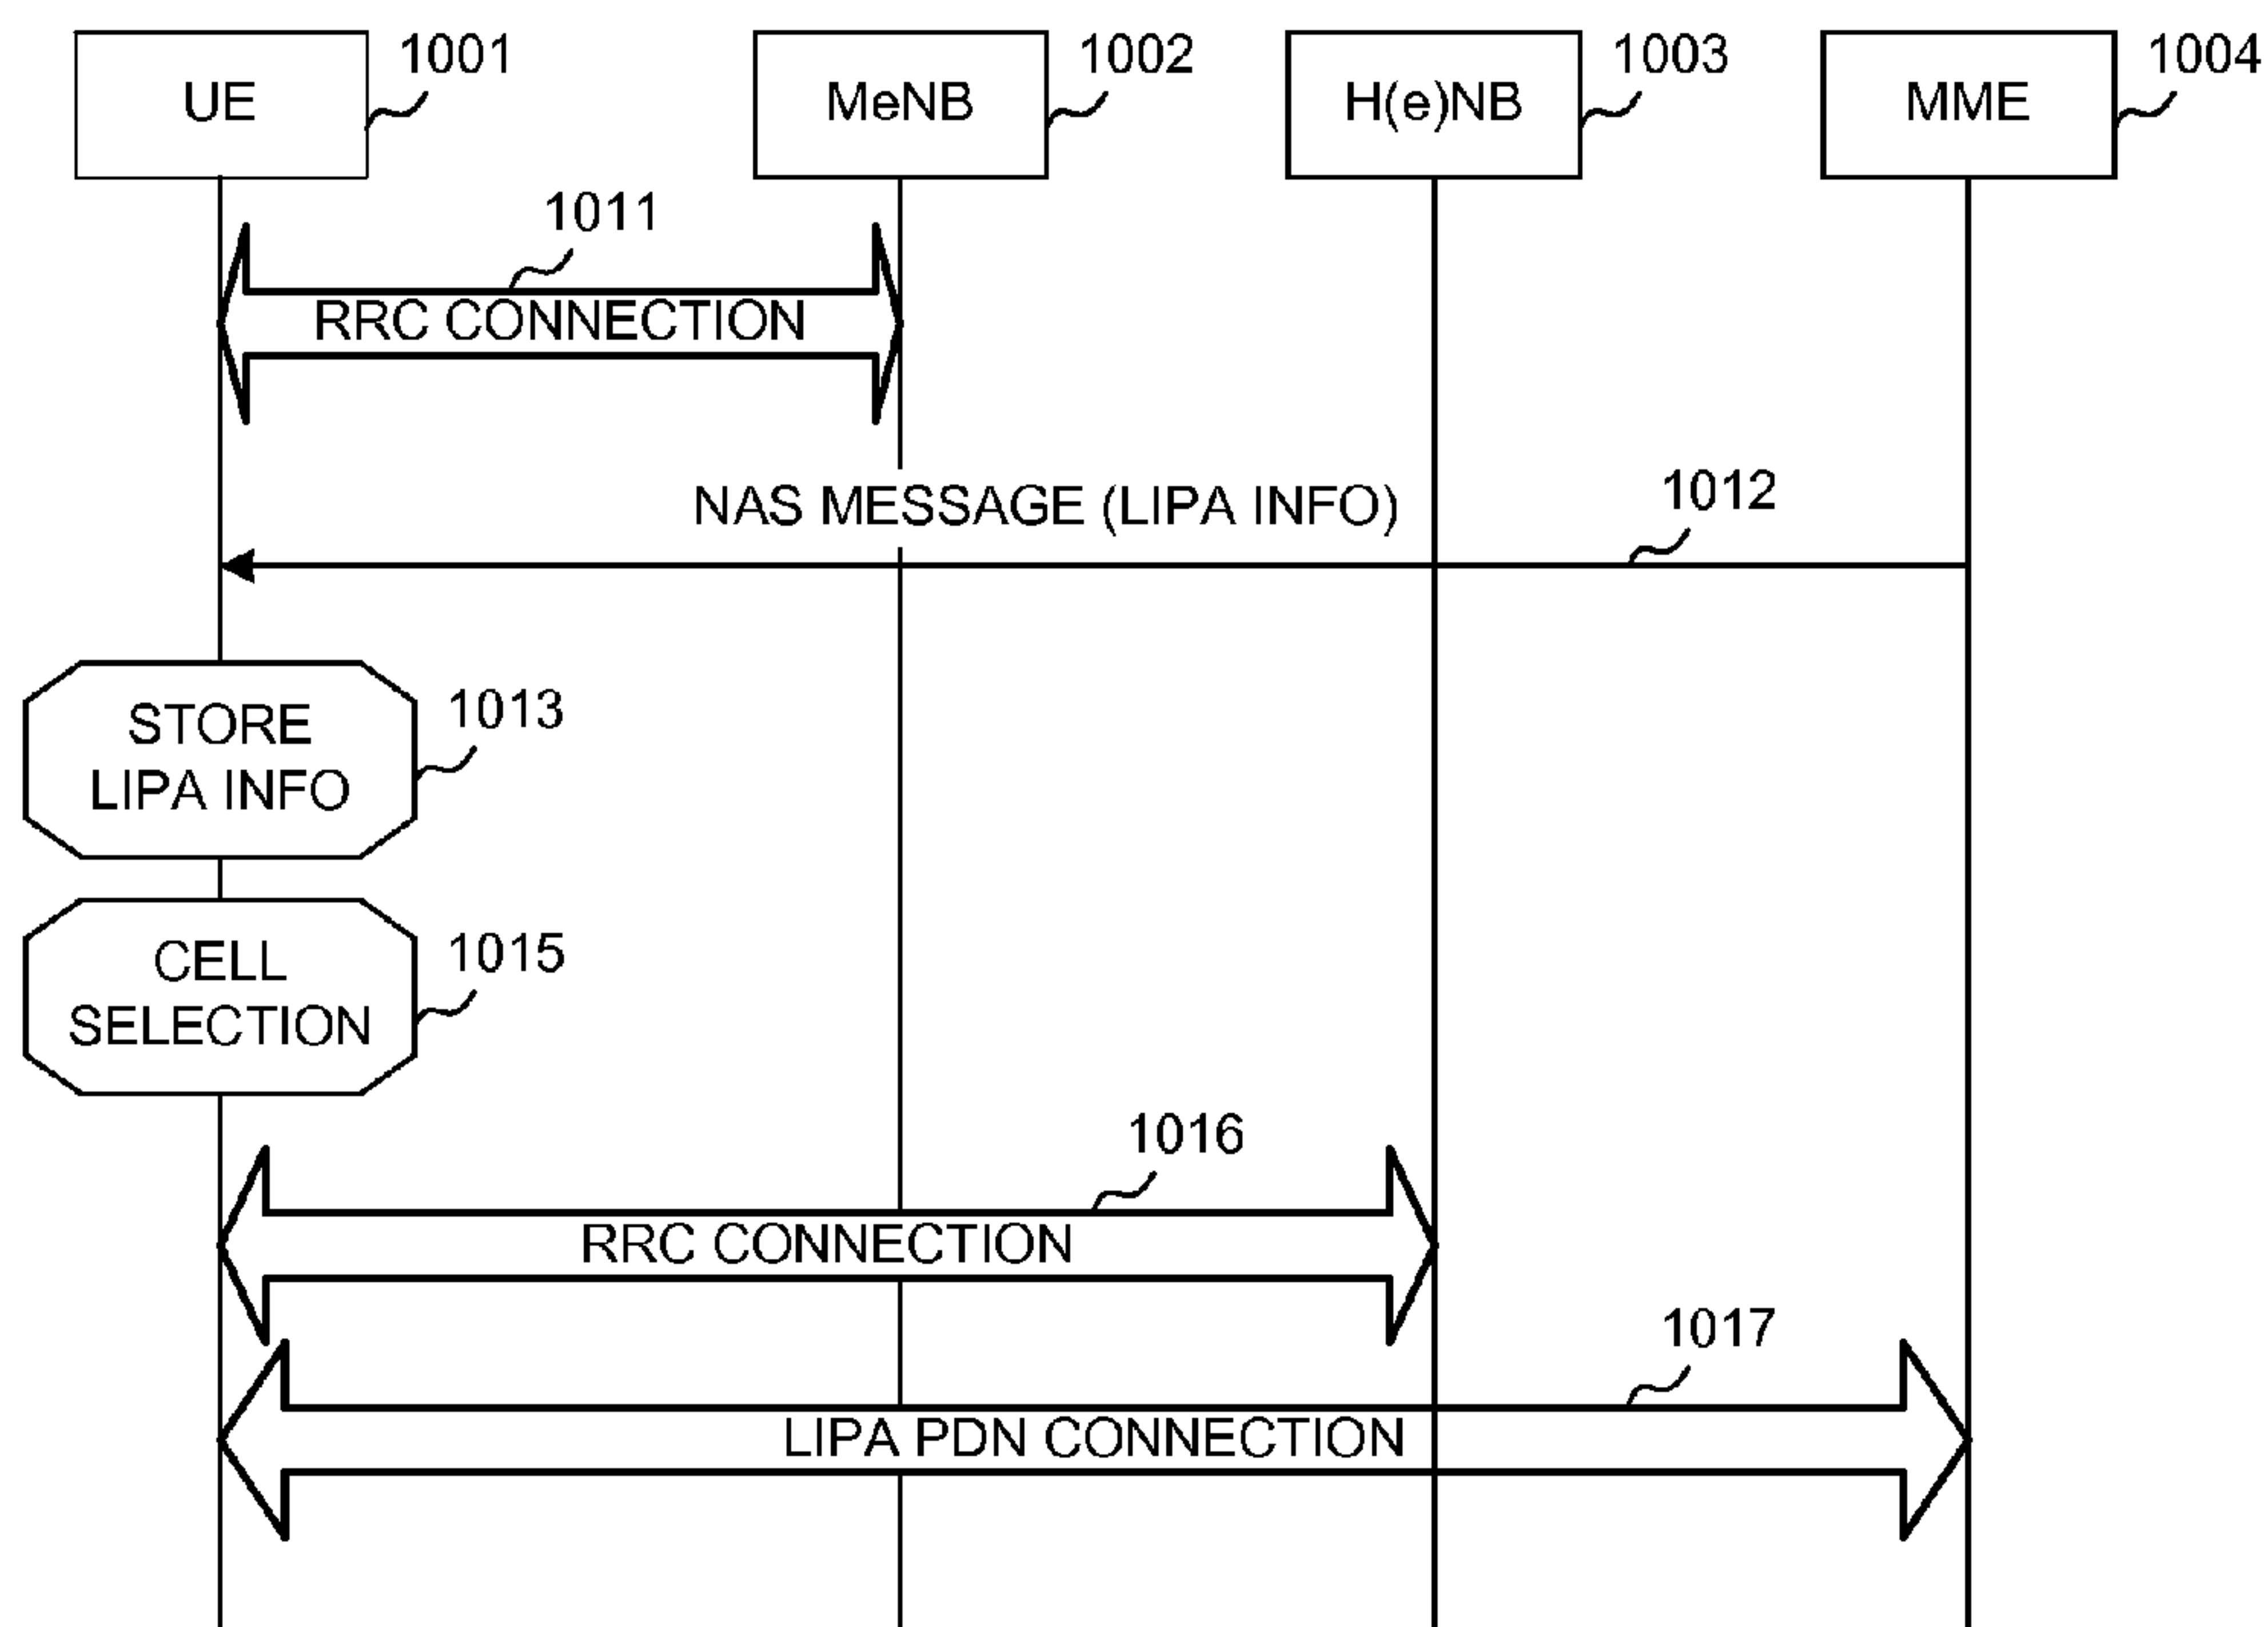 UE
1001
MeNB
1002
H(e)NB
1003
MME
1004
1011
RRC CONNECTION
NAS MESSAGE (LIPA INFO)
1012
STORE
LIPA INFO
1013
CELL
SELECTION
1015
1016
RRC CONNECTION
1017
LIPA PDN CONNECTION